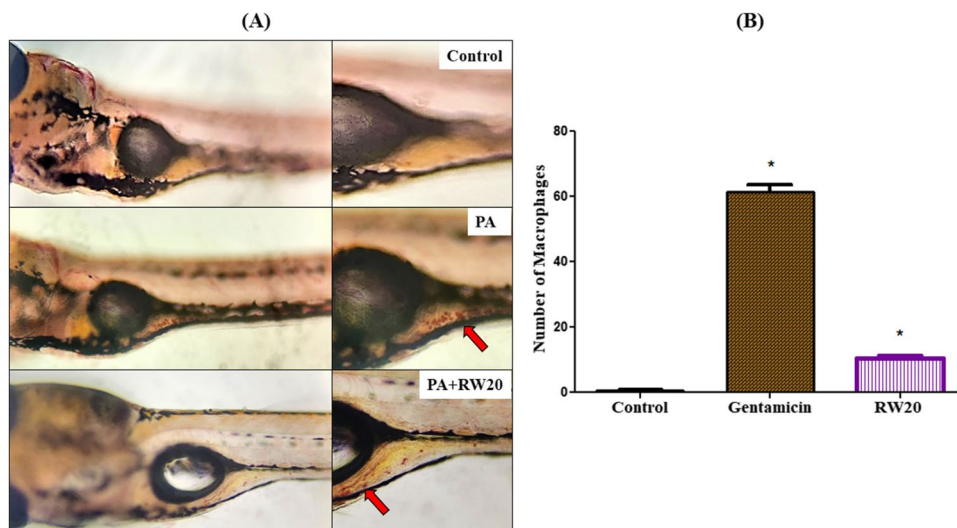 (A)
(B)
Control
PA
PA+RW20
Number of Macrophages
80
60
40
20
0
*
*
Control
Gentamicin
RW20